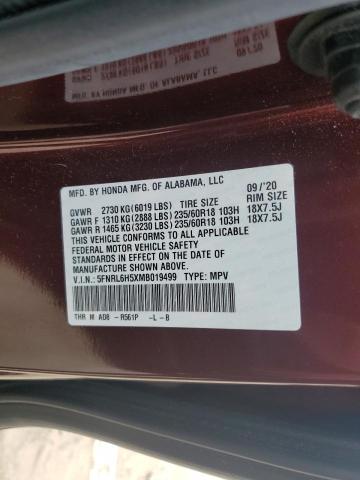 MFD. BY HONDA MFG. OF ALABAMA, LLC 09/'20
GVWR 2730 KG(6019 LBS) TIRE SIZE RIM SIZE
GAWR F 1310 KG(2888 LBS) 235/60R18 103H 18X7.5J
GAWR R 1465 KG(3230 LBS) 235/60R18 103H 18X7.5J
THIS VEHICLE CONFORMS TO ALL APPLICABLE
FEDERAL MOTOR VEHICLE SAFETY
STANDARDS IN EFFECT ON THE DATE OF
MANUFACTURE SHOWN ABOVE.
V.I.N.: 5FNRL6H5XMB019499 TYPE: MPV
THR M AD8 - R561P -L-B